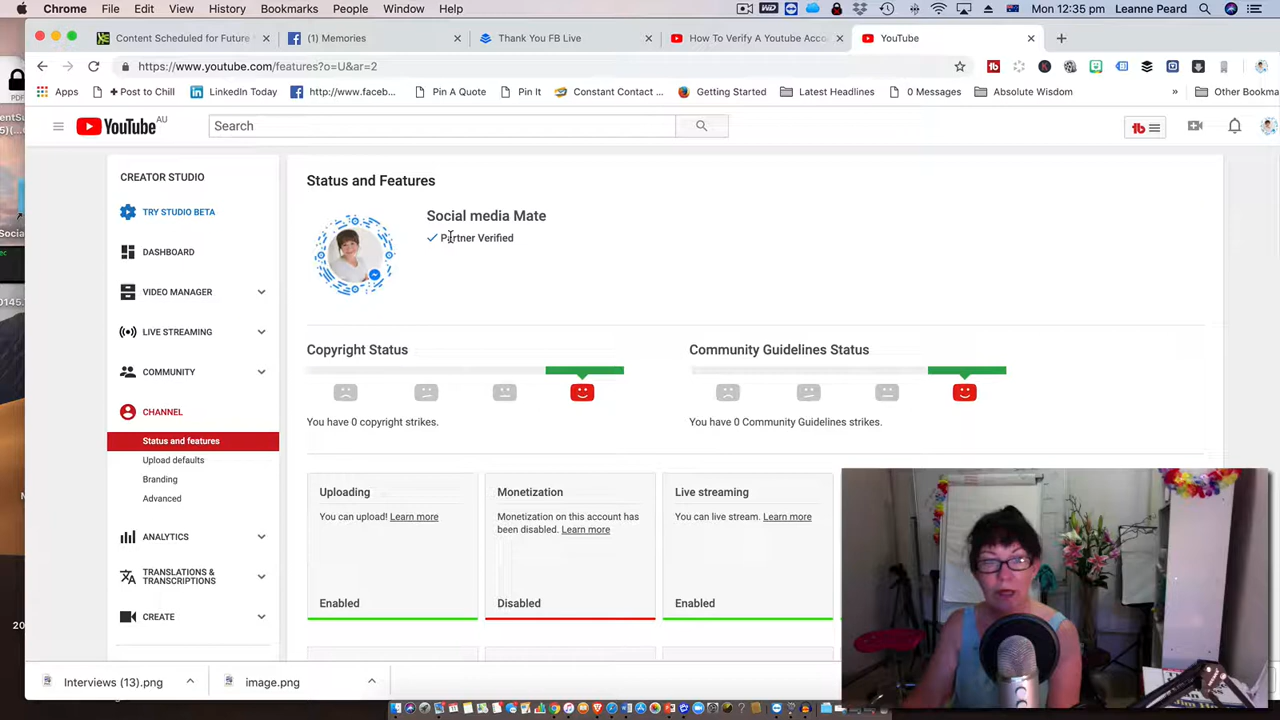 Chrome File Edit View History Bookmarks People Window Help
Mon 12:35 pm Leanne Peard
Content Scheduled for Future
(1) Memories
Thank You FB Live
How To Verify A Youtube Acco
YouTube
https://www.youtube.com/features?o=U&ar=2
Apps
+ Post to Chill
LinkedIn Today
http://www.faceb...
Pin A Quote
Pin It
Constant Contact ...
Getting Started
Latest Headlines
0 Messages
Absolute Wisdom
»
Other Bookma
YouTube AU
Search
CREATOR STUDIO
TRY STUDIO BETA
DASHBOARD
VIDEO MANAGER
LIVE STREAMING
COMMUNITY
CHANNEL
Status and features
Upload defaults
Branding
Advanced
ANALYTICS
TRANSLATIONS &
TRANSCRIPTIONS
CREATE
Status and Features
Social media Mate
Partner Verified
Copyright Status
You have 0 copyright strikes.
Community Guidelines Status
You have 0 Community Guidelines strikes.
Uploading
You can upload! Learn more
Enabled
Monetization
Monetization on this account has
been disabled. Learn more
Disabled
Live streaming
You can live stream. Learn more
Enabled
Interviews (13).png
image.png